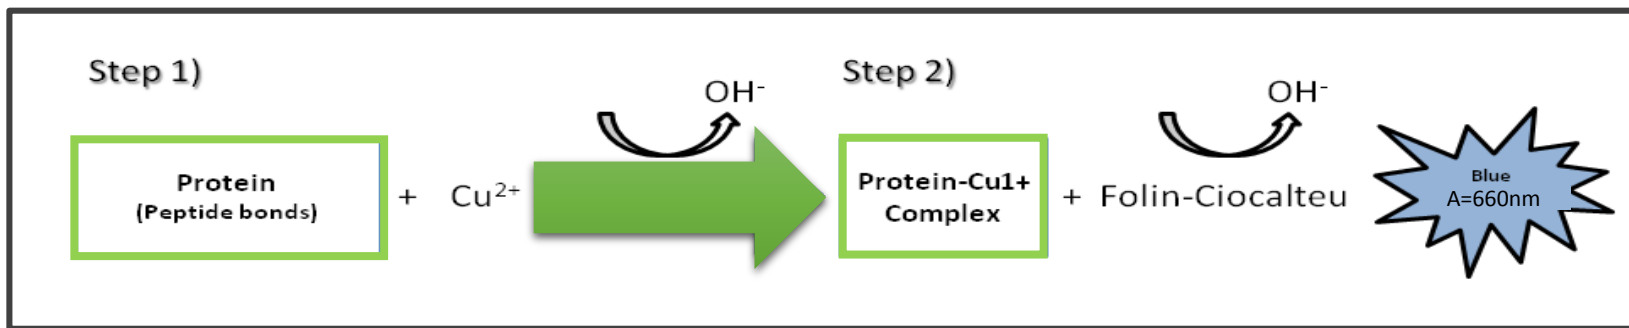 Step 1)
Step 2)
OH⁻
OH⁻
Protein
(Peptide bonds)
+
Cu²⁺
Protein-Cu1+
Complex
+
Folin-Ciocalteu
Blue
A=660nm